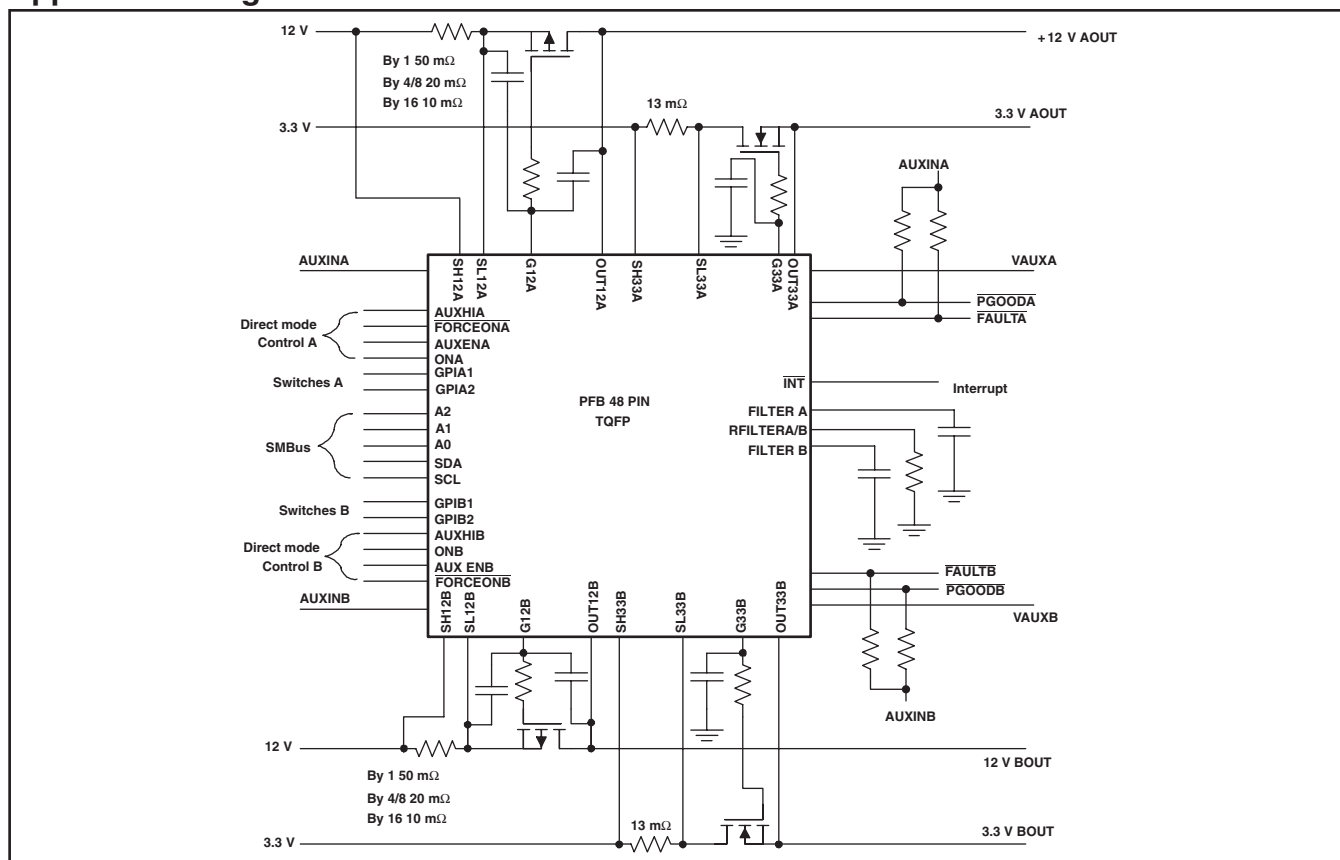 12 V
+12 V AOUT
By 1 50 mΩ
By 4/8 20 mΩ
By 16 10 mΩ
13 mΩ
3.3 V
3.3 V AOUT
AUXINA
AUXINA
SH12A
SL12A
G12A
OUT12A
SH33A
SL33A
G33A
OUT33A
VAUXA
PGOODA
FAULTA
Direct mode
Control A
AUXHIA
FORCEONA
AUXENA
ONA
Switches A
GPIA1
GPIA2
SMBus
A2
A1
A0
SDA
SCL
PFB 48 PIN
TQFP
INT
Interrupt
FILTER A
RFILTERA/B
FILTER B
Switches B
GPIB1
GPIB2
Direct mode
Control B
AUXHIB
ONB
AUX ENB
FORCEONB
AUXINB
FAULTB
PGOODB
VAUXB
SH12B
SL12B
G12B
OUT12B
SH33B
SL33B
G33B
OUT33B
AUXINB
12 V
12 V BOUT
By 1 50 mΩ
By 4/8 20 mΩ
By 16 10 mΩ
13 mΩ
3.3 V
3.3 V BOUT